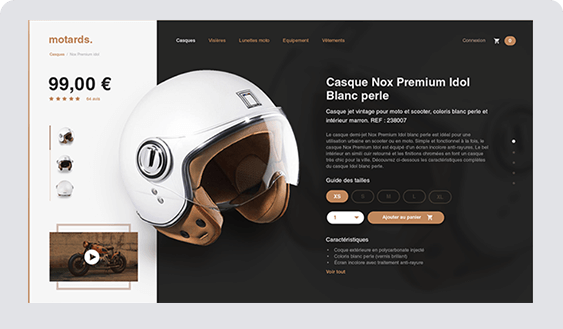 motards.
Casques Visières Lunettes moto Equipement Vêtements
Connexion 0
Casques / Nox Premium Idol
99,00 €
avis
Casque Nox Premium Idol
Blanc perle
Casque jet vintage pour moto et scooter, coloris blanc perle et
intérieur marron. REF : 238007
Le casque demi-jet Nox Premium Idol blanc perle est idéal pour une
utilisation urbaine en scooter ou en moto. Simple et fonctionnel à la fois, le
casque Nox Premium Idol est équipé d'un écran incolore anti-rayures. Le bel
intérieur en simili cuir retourné et les finitions chromées en font un casque
très chic pour la ville. Découvrez ci-dessous les caractéristiques complètes
du casque Idol blanc perle.
Guide des tailles
XS S M L XL
1 Ajouter au panier
Caractéristiques
Coque extérieure en polycarbonate injecté
Coloris blanc perle (vernis brillant)
Écran incolore avec traitement anti-rayure
Voir tout